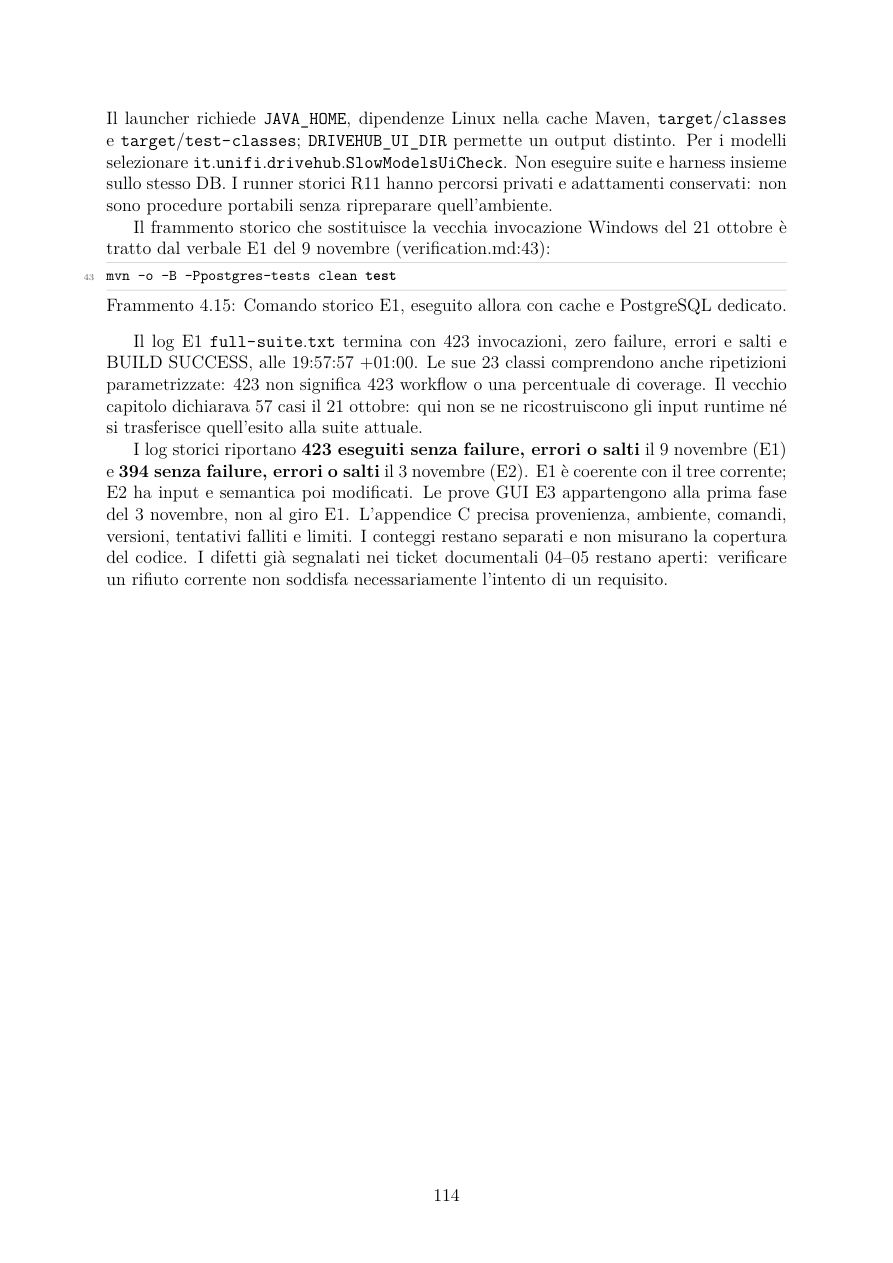 Il launcher richiede JAVA_HOME, dipendenze Linux nella cache Maven, target/classes
e target/test-classes; DRIVEHUB_UI_DIR permette un output distinto. Per i modelli
selezionare it.unifi.drivehub.SlowModelsUiCheck. Non eseguire suite e harness insieme
sullo stesso DB. I runner storici R11 hanno percorsi privati e adattamenti conservati: non
sono procedure portabili senza ripreparare quell'ambiente.
Il frammento storico che sostituisce la vecchia invocazione Windows del 21 ottobre è
tratto dal verbale E1 del 9 novembre (verification.md:43):
43 mvn -o -B -Ppostgres-tests clean test
Frammento 4.15: Comando storico E1, eseguito allora con cache e PostgreSQL dedicato.
Il log E1 full-suite.txt termina con 423 invocazioni, zero failure, errori e salti e
BUILD SUCCESS, alle 19:57:57 +01:00. Le sue 23 classi comprendono anche ripetizioni
parametrizzate: 423 non significa 423 workflow o una percentuale di coverage. Il vecchio
capitolo dichiarava 57 casi il 21 ottobre: qui non se ne ricostruiscono gli input runtime né
si trasferisce quell'esito alla suite attuale.
I log storici riportano 423 eseguiti senza failure, errori o salti il 9 novembre (E1)
e 394 senza failure, errori o salti il 3 novembre (E2). E1 è coerente con il tree corrente;
E2 ha input e semantica poi modificati. Le prove GUI E3 appartengono alla prima fase
del 3 novembre, non al giro E1. L'appendice C precisa provenienza, ambiente, comandi,
versioni, tentativi falliti e limiti. I conteggi restano separati e non misurano la copertura
del codice. I difetti già segnalati nei ticket documentali 04–05 restano aperti: verificare
un rifiuto corrente non soddisfa necessariamente l'intento di un requisito.
114